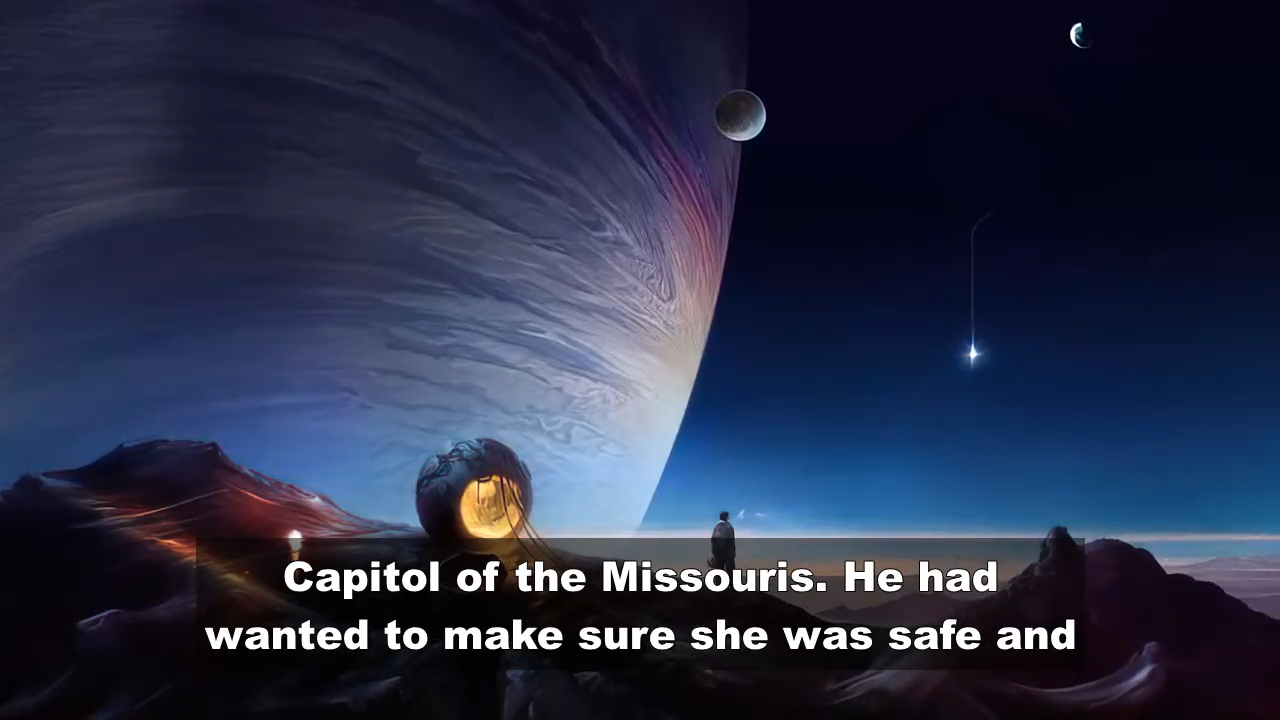 Capitol of the Missouris. He had
wanted to make sure she was safe and